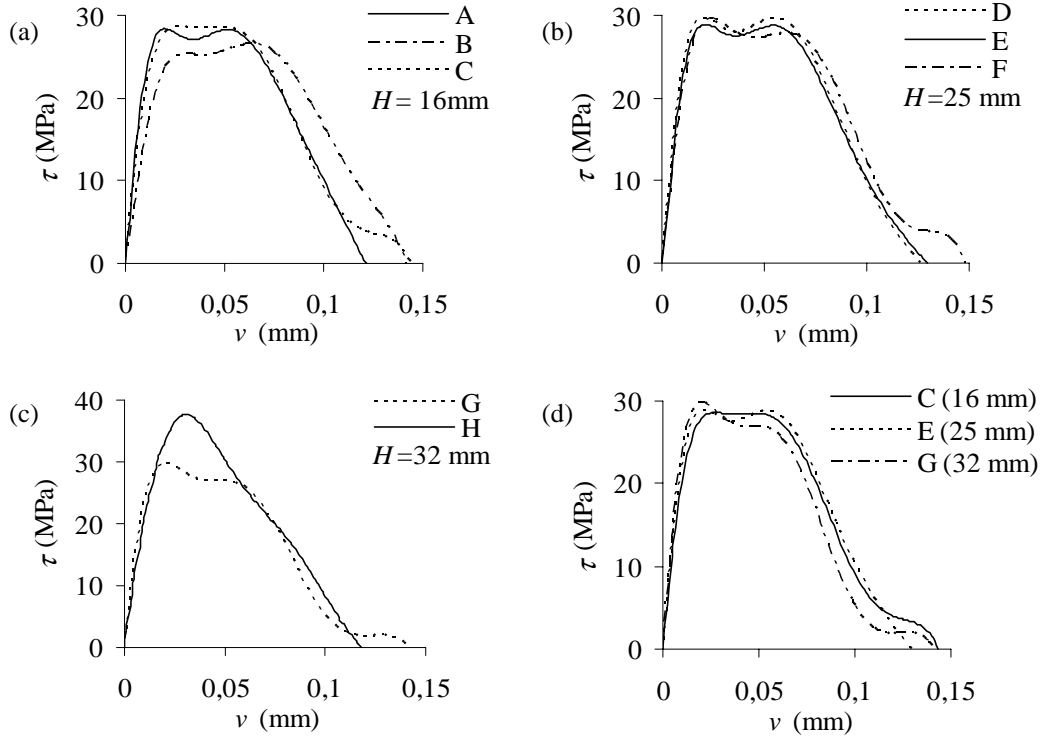 (a)
30
20
10
0
τ (MPa)
0 0,05 0,1 0,15
v (mm)
A
B
C
H= 16mm
(b)
30
20
10
0
τ (MPa)
0 0,05 0,1 0,15
v (mm)
D
E
F
H=25 mm
(c)
40
30
20
10
0
τ (MPa)
0 0,05 0,1 0,15
v (mm)
G
H
H=32 mm
(d)
30
20
10
0
τ (MPa)
0 0,05 0,1 0,15
v (mm)
C (16 mm)
E (25 mm)
G (32 mm)